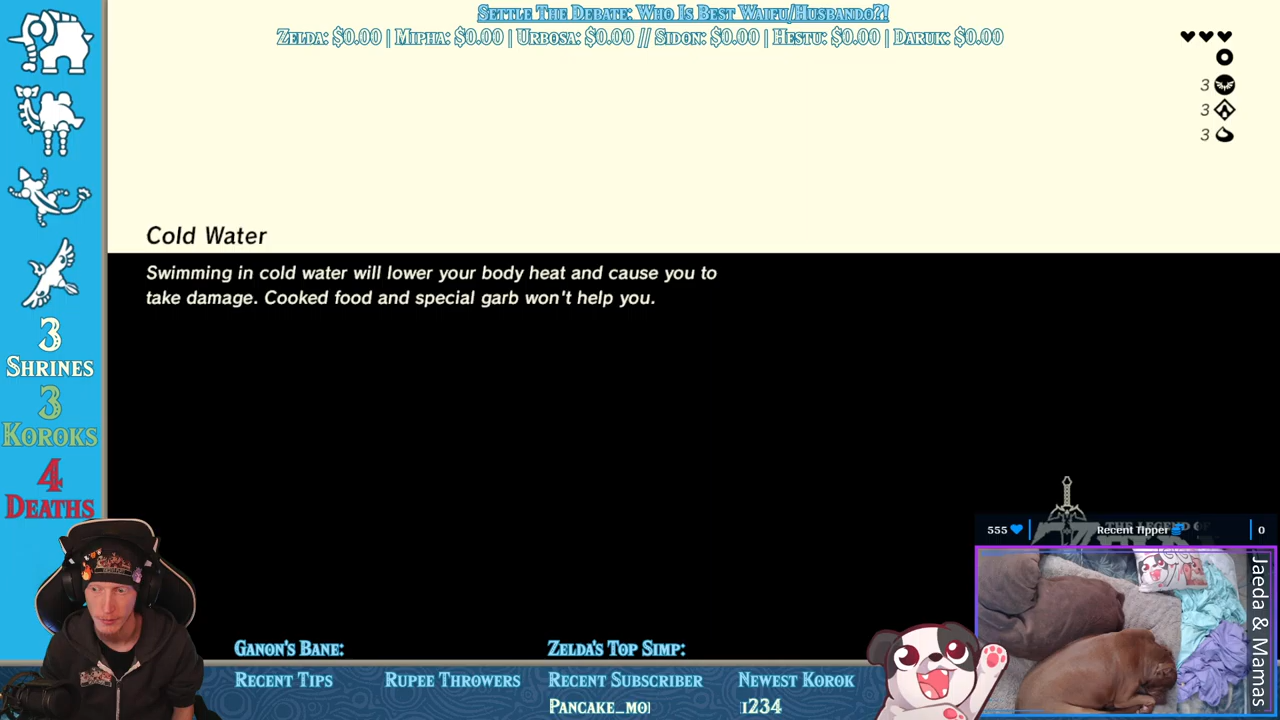 Settle The Debate: Who Is Best Waifu/Husbando?!
Zelda: $0.00 | Mipha: $0.00 | Urbosa: $0.00 // Sidon: $0.00 | Hestu: $0.00 | Daruk: $0.00
3
3
3
Cold Water
Swimming in cold water will lower your body heat and cause you to
take damage. Cooked food and special garb won't help you.
3
Shrines
3
Koroks
4
Deaths
THE LEGEND OF
555
Recent Tipper
0
Jaeda & Mamas
Ganon's Bane:
Zelda's Top Simp:
Recent Tips
Rupee Throwers
Recent Subscriber
Newest Korok
Pancake_mo
1234